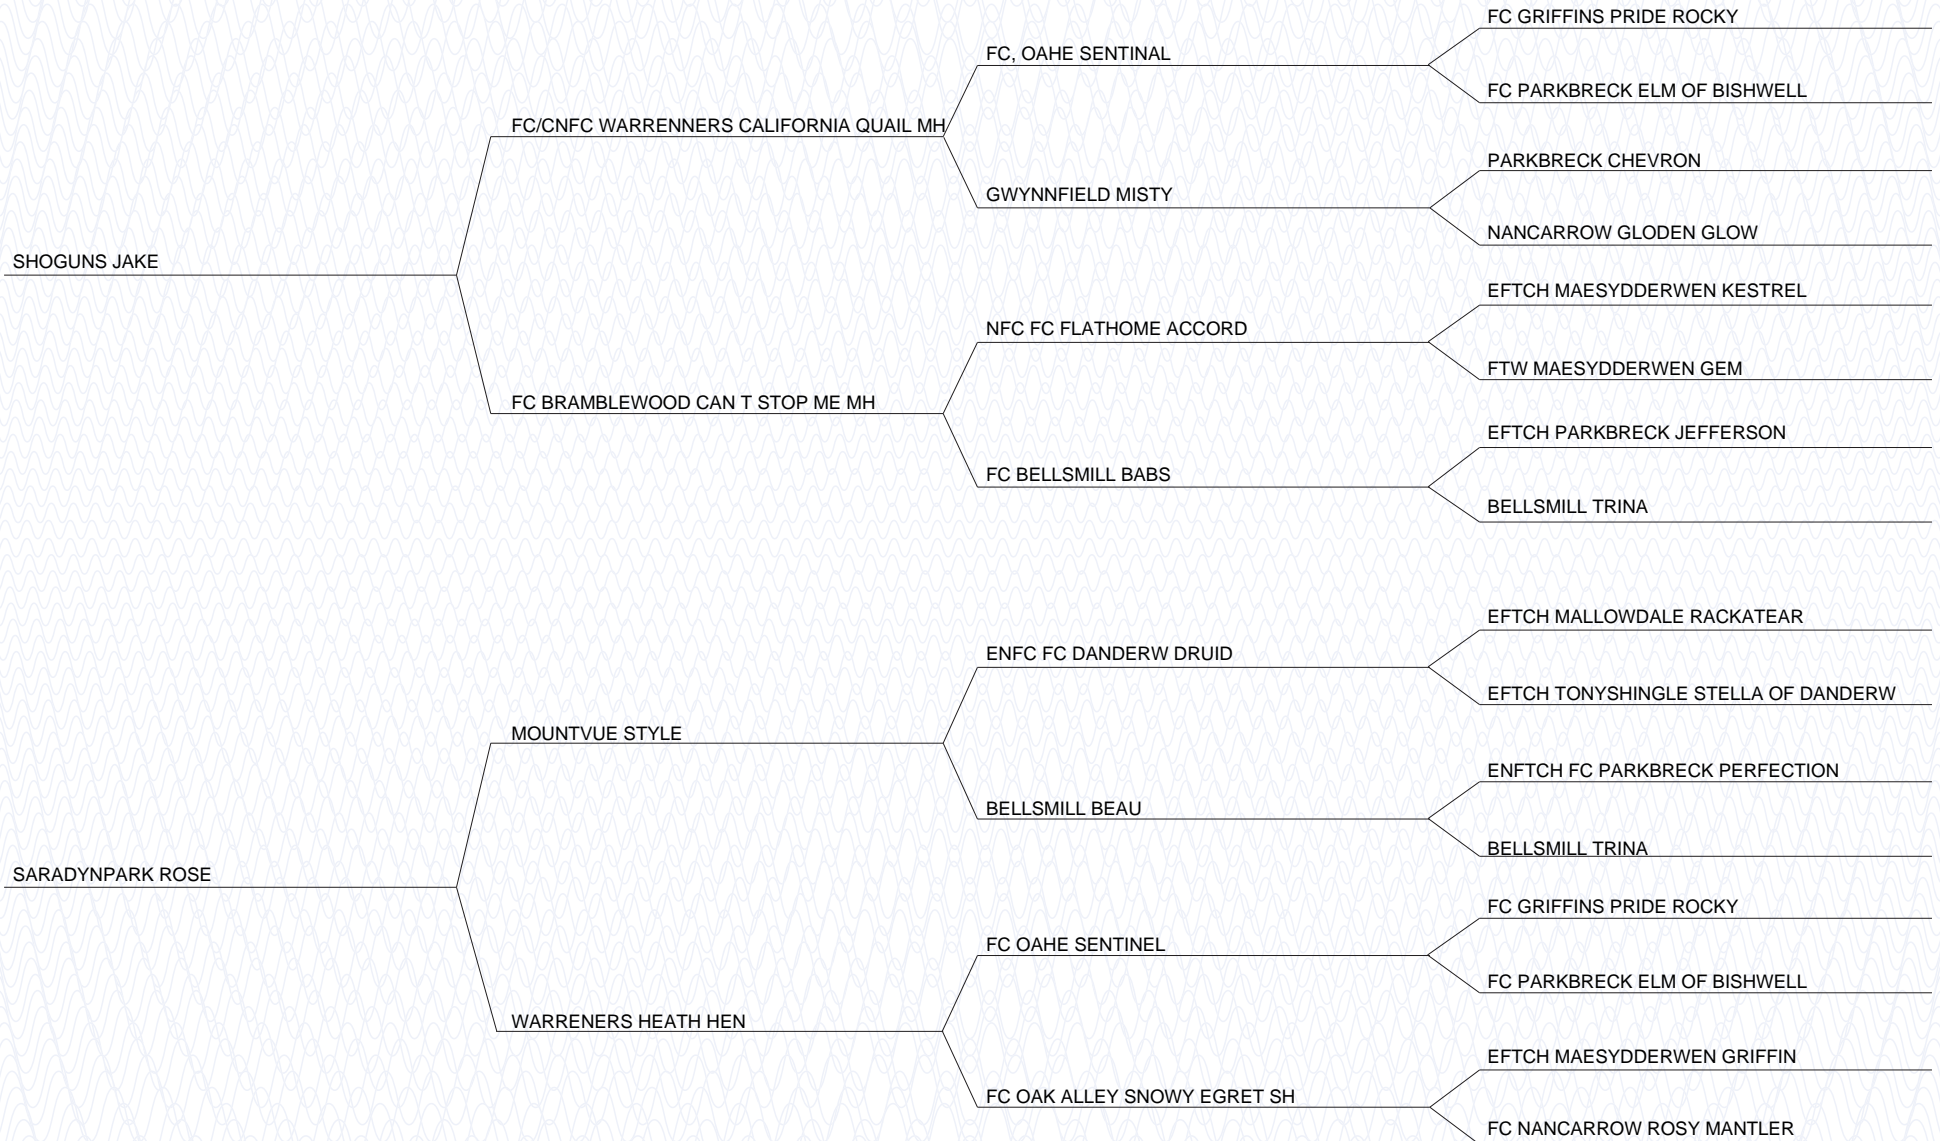 FC GRIFFINS PRIDE ROCKY
FC, OAHE SENTINAL
FC PARKBRECK ELM OF BISHWELL
FC/CNFC WARRENNERS CALIFORNIA QUAIL MH
PARKBRECK CHEVRON
GWYNNFIELD MISTY
NANCARROW GLODEN GLOW
SHOGUNS JAKE
EFTCH MAESYDDERWEN KESTREL
NFC FC FLATHOME ACCORD
FTW MAESYDDERWEN GEM
FC BRAMBLEWOOD CAN T STOP ME MH
EFTCH PARKBRECK JEFFERSON
FC BELLSMILL BABS
BELLSMILL TRINA
EFTCH MALLOWDALE RACKATEAR
ENFC FC DANDERW DRUID
EFTCH TONYSHINGLE STELLA OF DANDERW
MOUNTVUE STYLE
ENFTCH FC PARKBRECK PERFECTION
BELLSMILL BEAU
BELLSMILL TRINA
SARADYNPARK ROSE
FC GRIFFINS PRIDE ROCKY
FC OAHE SENTINEL
FC PARKBRECK ELM OF BISHWELL
WARRENERS HEATH HEN
EFTCH MAESYDDERWEN GRIFFIN
FC OAK ALLEY SNOWY EGRET SH
FC NANCARROW ROSY MANTLER